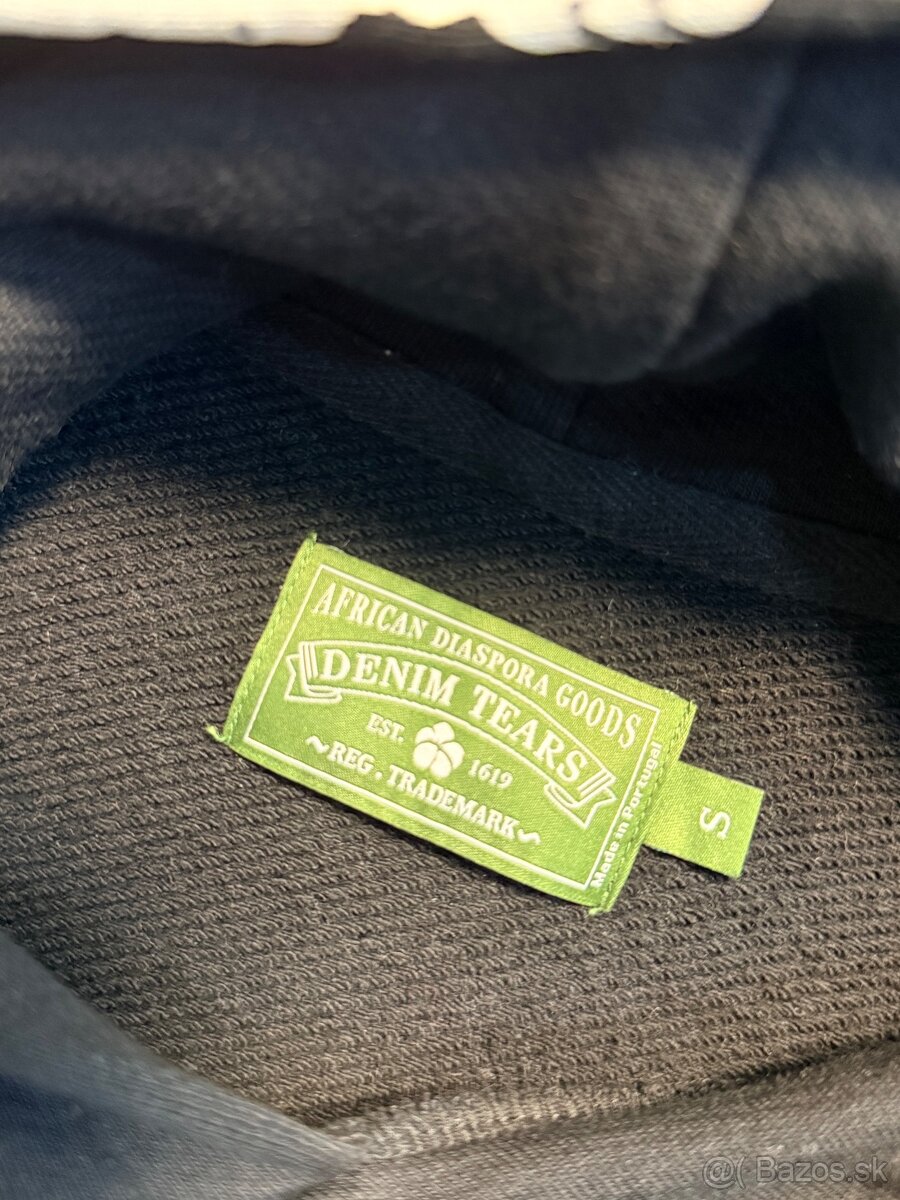 AFRICAN DIASPORA GOODS
DENIM TEARS
EST. 1619
~REG. TRADEMARK~
Made in Portugal
S
@( Bazos.sk